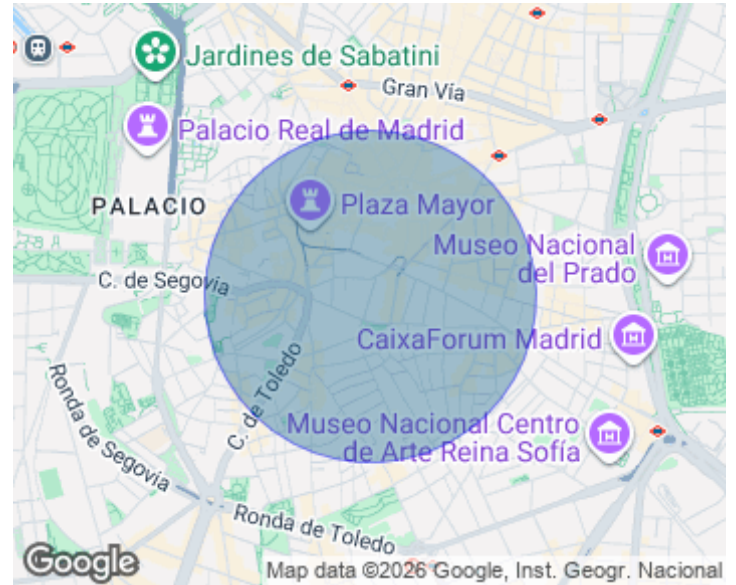 Jardines de Sabatini
Gran Vía
Palacio Real de Madrid
PALACIO
Plaza Mayor
Museo Nacional
del Prado
C. de Segovia
CaixaForum Madrid
Ronda de Segovia
C. de Toledo
Museo Nacional Centro
de Arte Reina Sofía
Ronda de Toledo
Google
Map data ©2026 Google, Inst. Geogr. Nacional